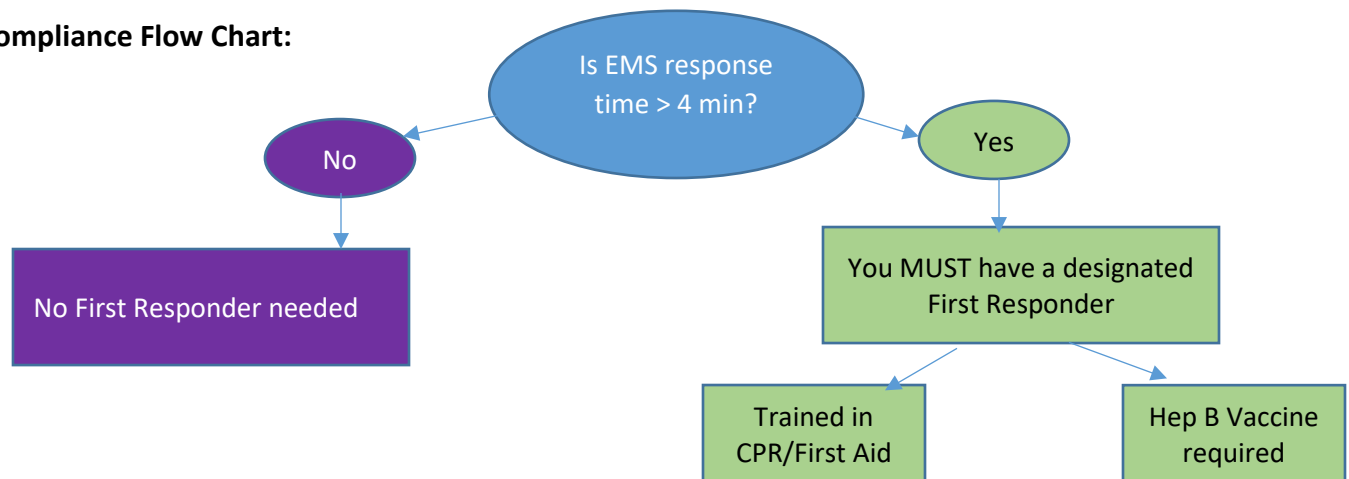 ompliance Flow Chart:
Is EMS response
time > 4 min?
No
Yes
No First Responder needed
You MUST have a designated
First Responder
Trained in
CPR/First Aid
Hep B Vaccine
required